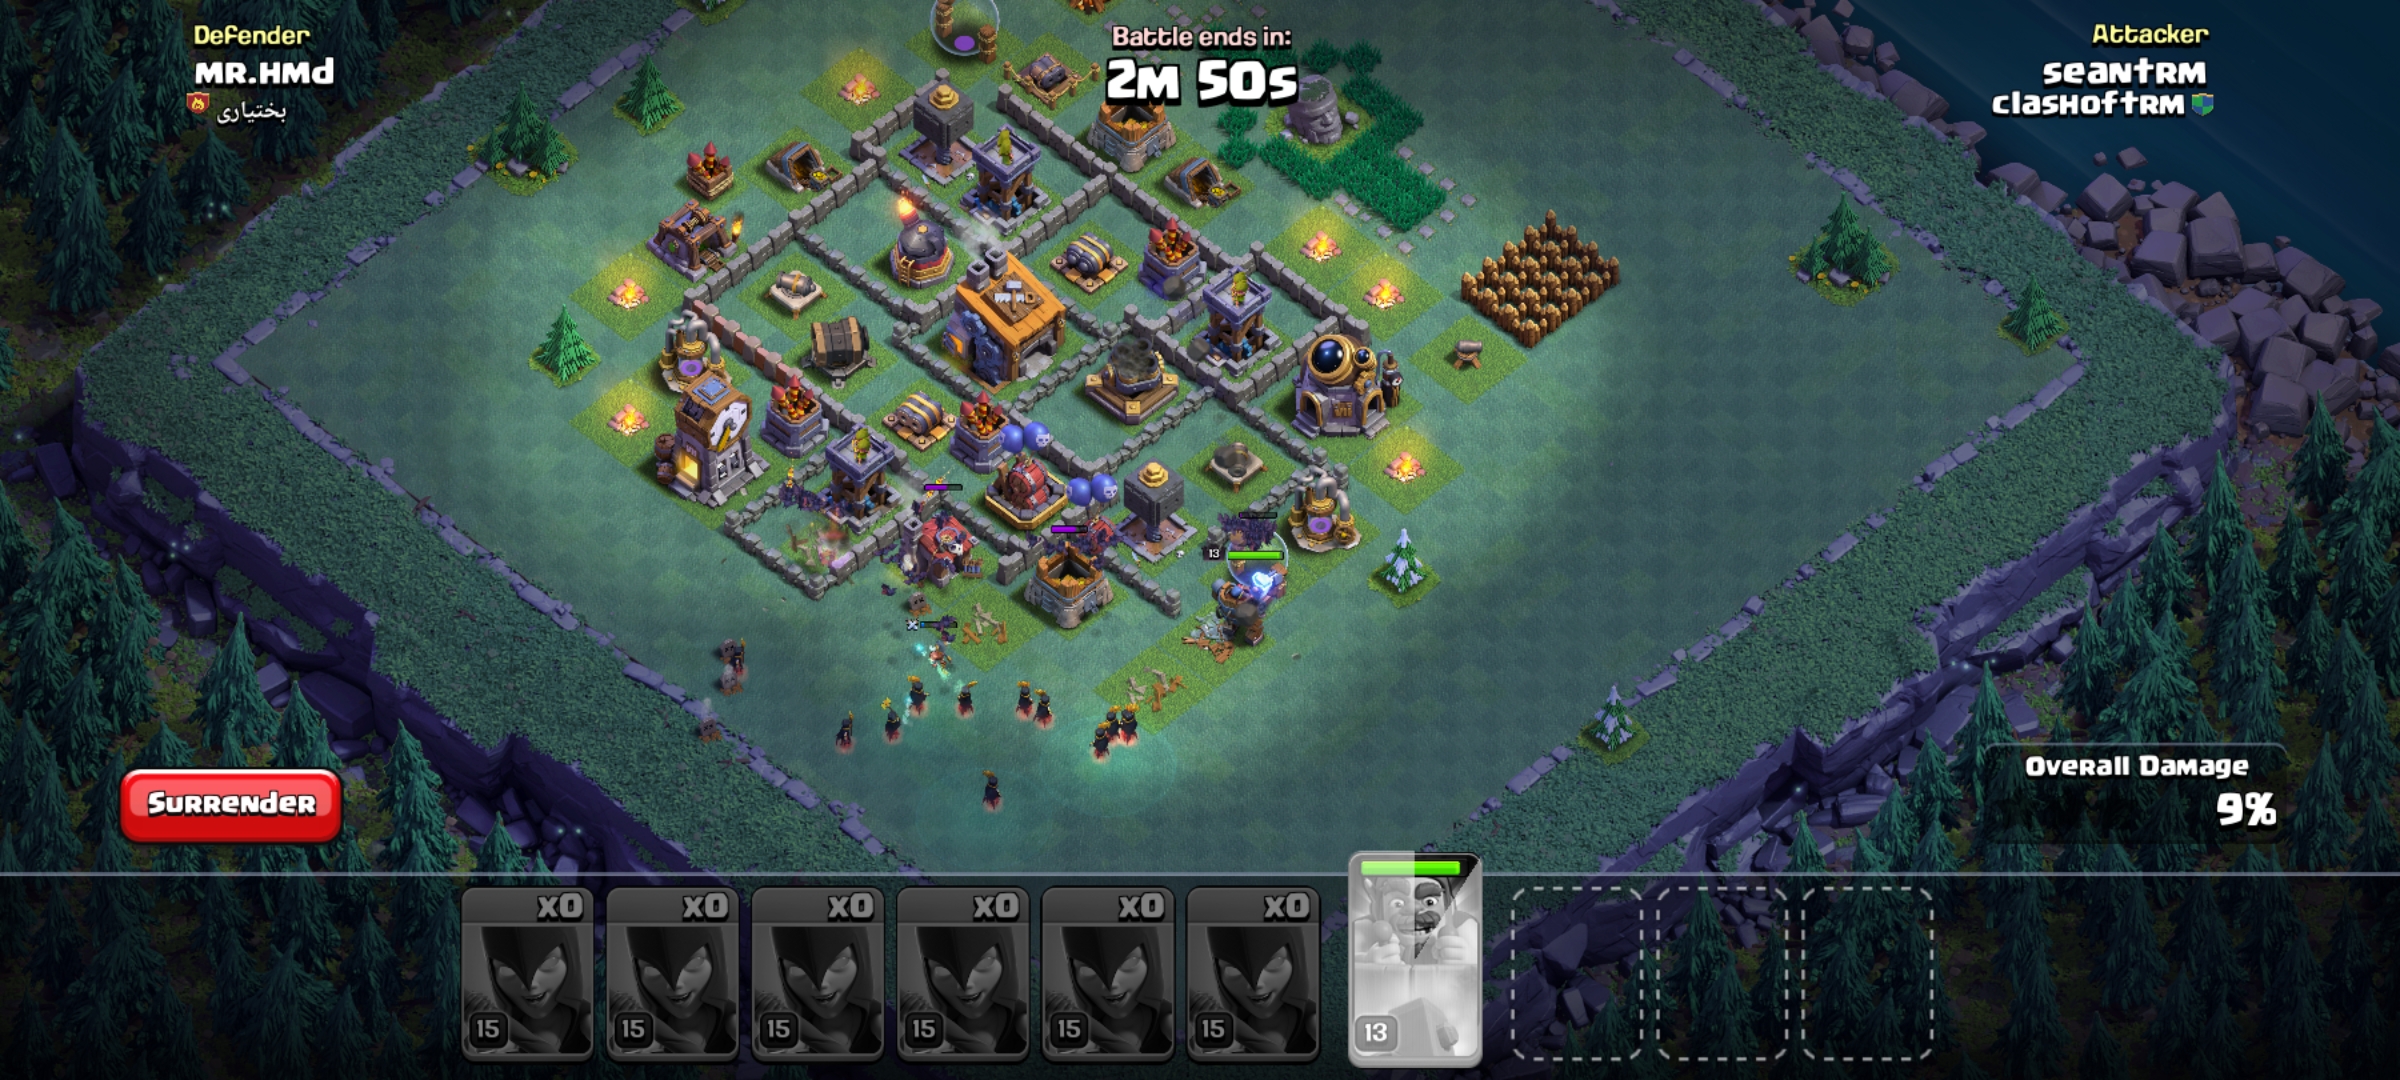 Defender
MR.HMd
بختیاری
Battle ends in:
2M 50s
Attacker
seantRM
clashoftRM
13
Surrender
Overall Damage
9%
x0
x0
x0
x0
x0
x0
15
15
15
15
15
15
13